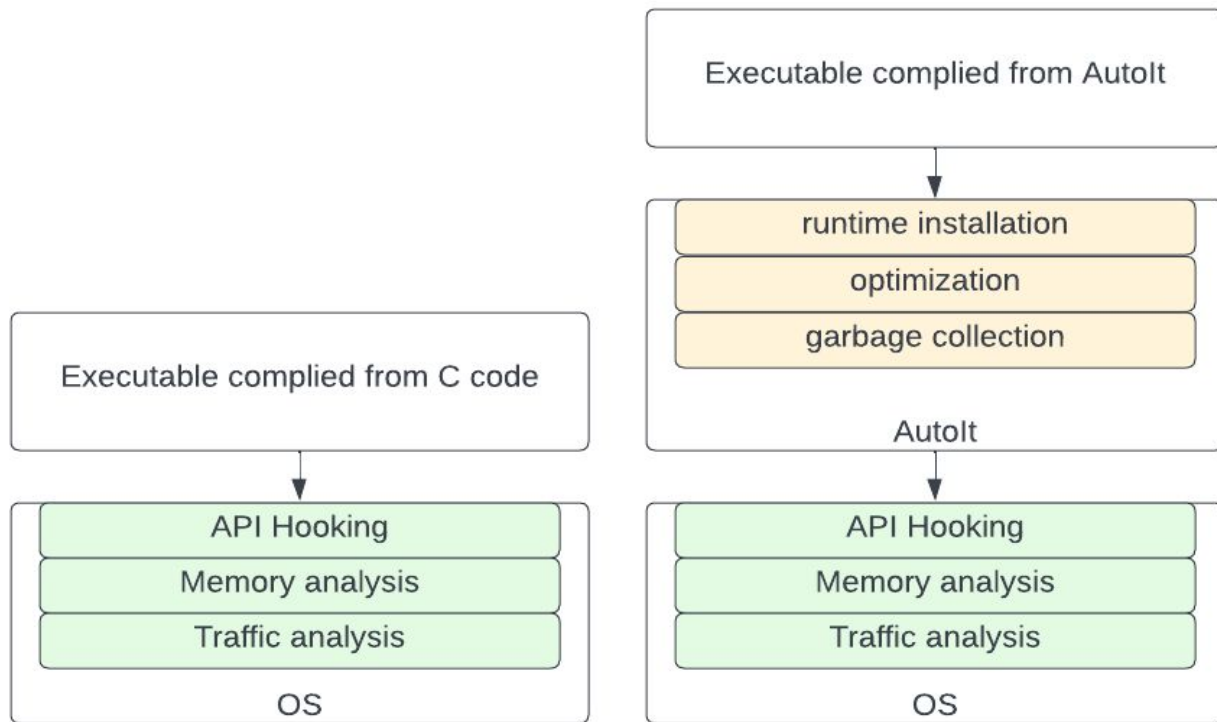 Executable complied from C code
API Hooking
Memory analysis
Traffic analysis
OS
Executable complied from AutoIt
runtime installation
optimization
garbage collection
AutoIt
API Hooking
Memory analysis
Traffic analysis
OS